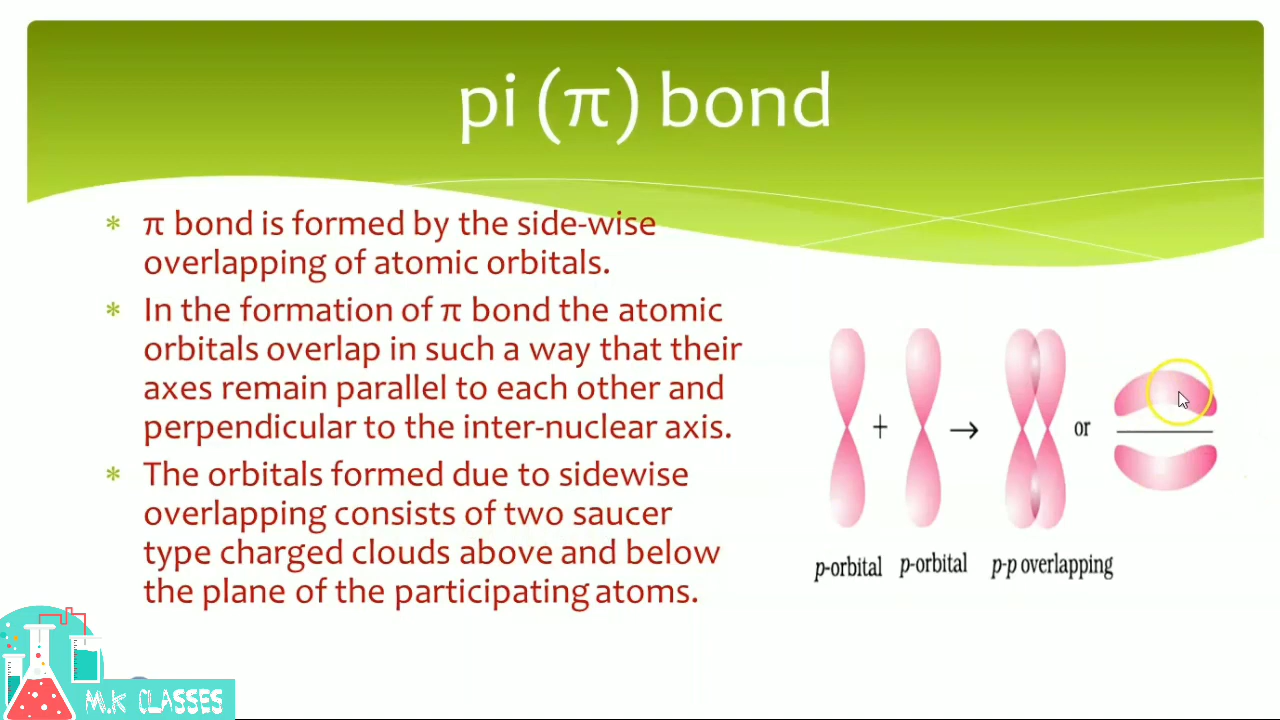 pi (π) bond
* π bond is formed by the side-wise
overlapping of atomic orbitals.
* In the formation of π bond the atomic
orbitals overlap in such a way that their
axes remain parallel to each other and
perpendicular to the inter-nuclear axis.
* The orbitals formed due to sidewise
overlapping consists of two saucer
type charged clouds above and below
the plane of the participating atoms.
+ → or
p-orbital p-orbital p-p overlapping
M.K CLASSES